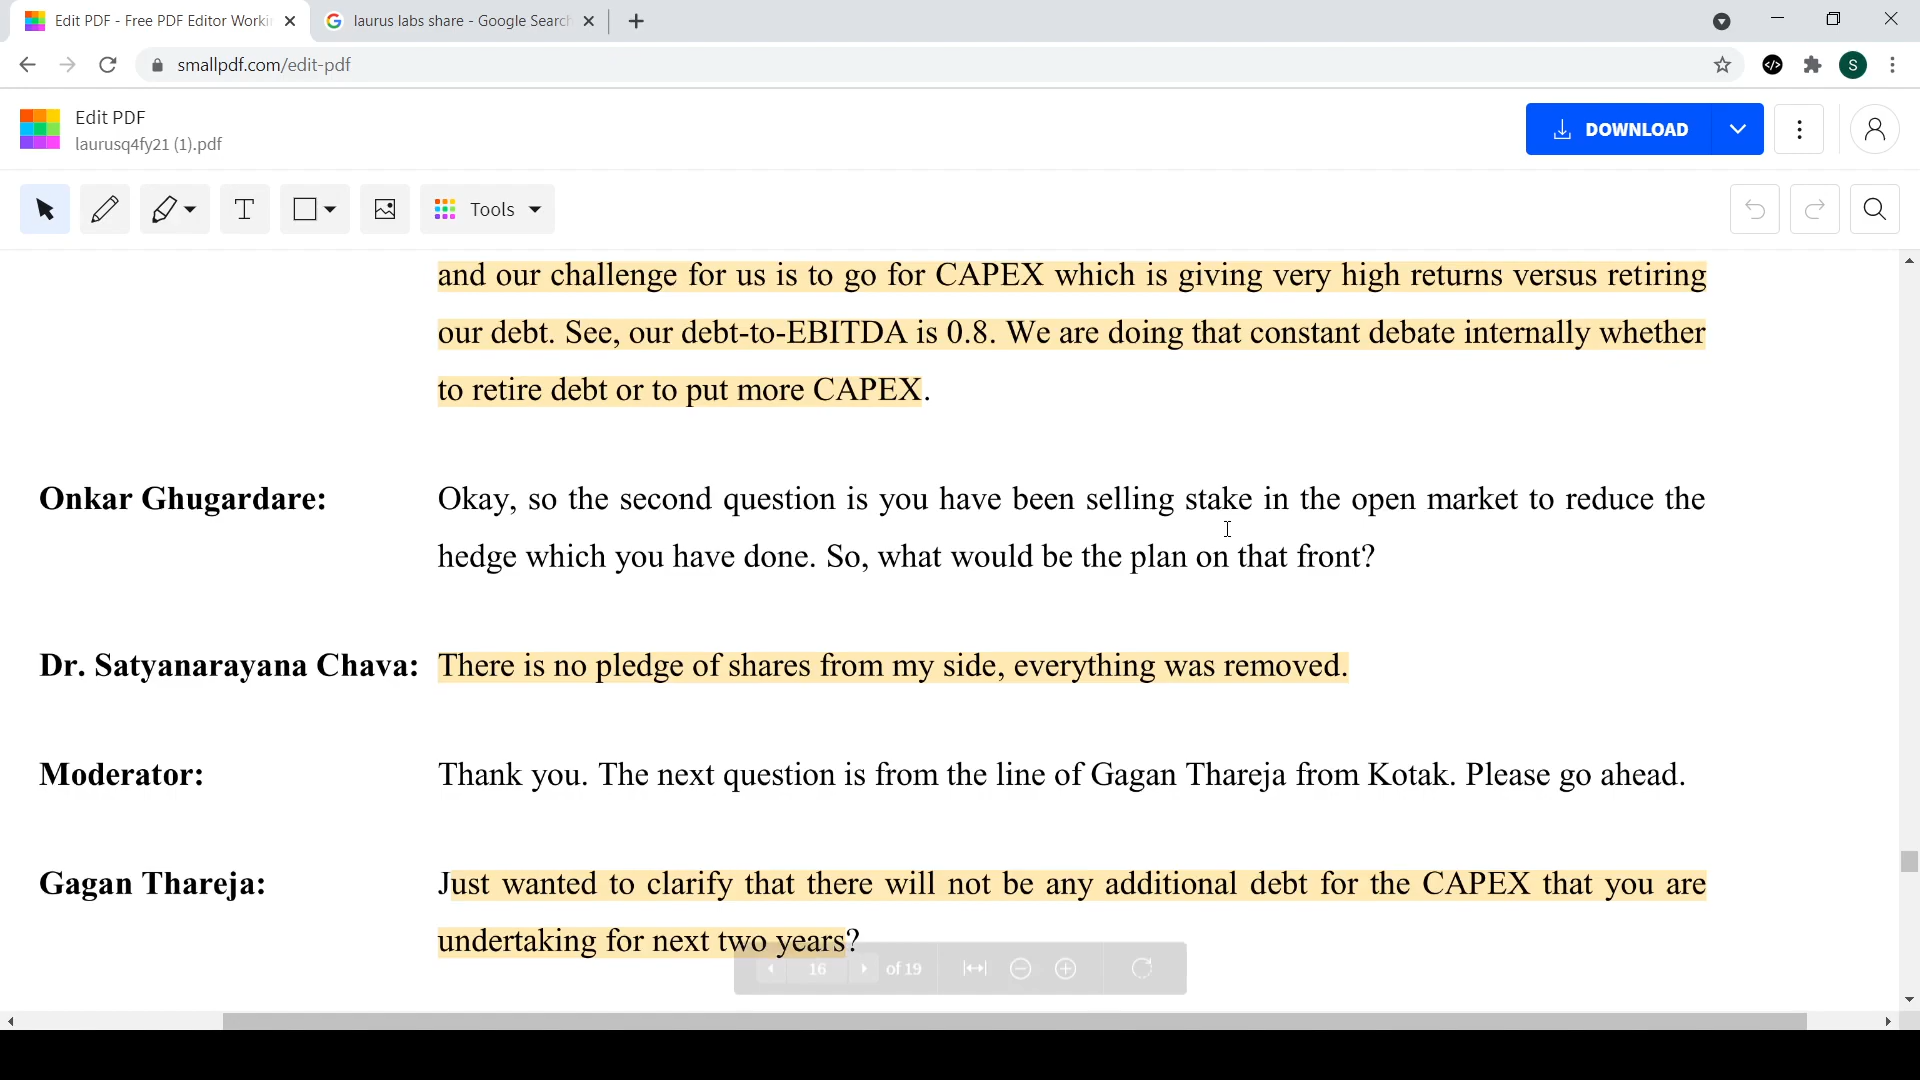 Edit PDF - Free PDF Editor Worki
laurus labs share - Google Search
smallpdf.com/edit-pdf
S
Edit PDF
laurusq4fy21 (1).pdf
DOWNLOAD
T
Tools
and our challenge for us is to go for CAPEX which is giving very high returns versus retiring
our debt. See, our debt-to-EBITDA is 0.8. We are doing that constant debate internally whether
to retire debt or to put more CAPEX.
Onkar Ghugardare: Okay, so the second question is you have been selling stake in the open market to reduce the
hedge which you have done. So, what would be the plan on that front?
Dr. Satyanarayana Chava: There is no pledge of shares from my side, everything was removed.
Moderator: Thank you. The next question is from the line of Gagan Thareja from Kotak. Please go ahead.
Gagan Thareja: Just wanted to clarify that there will not be any additional debt for the CAPEX that you are
undertaking for next two years?
16 of 19